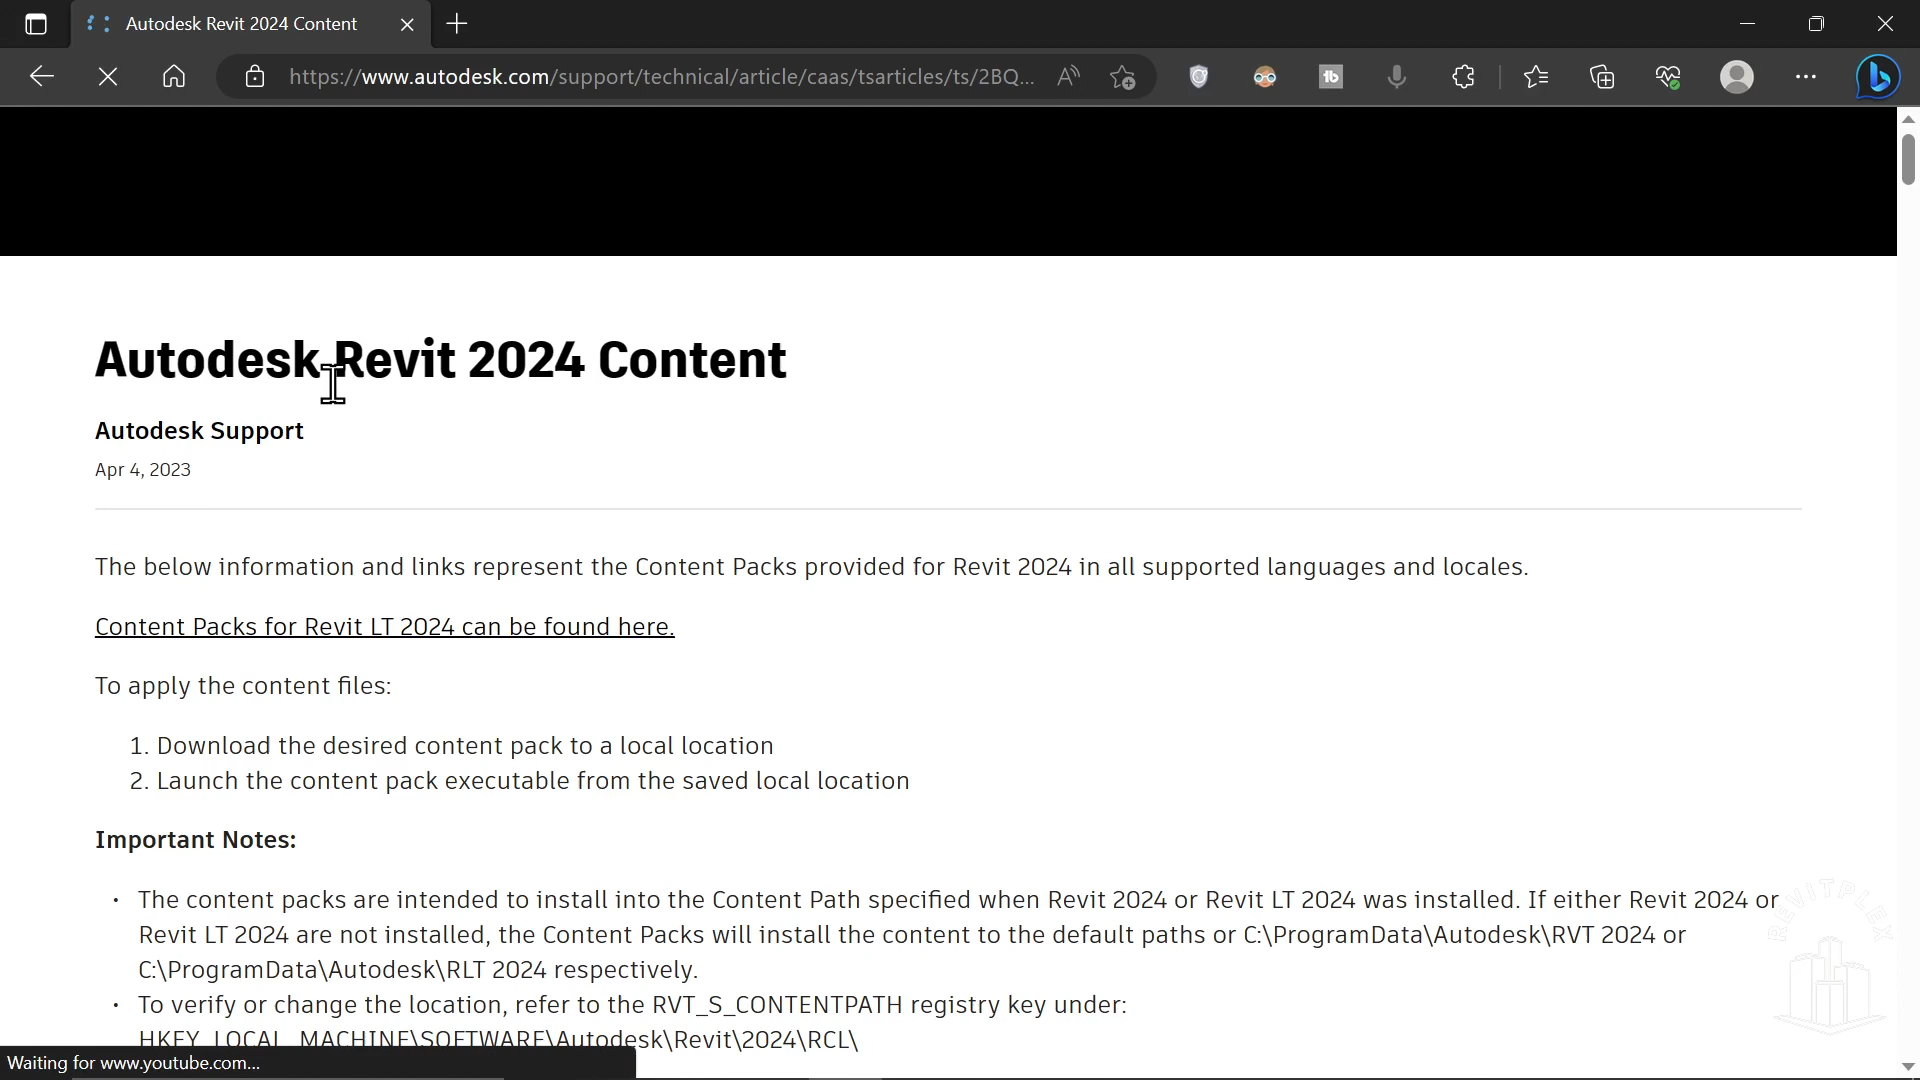 Autodesk Revit 2024 Content
https://www.autodesk.com/support/technical/article/caas/tsarticles/ts/2BQ...
Autodesk Revit 2024 Content
Autodesk Support
Apr 4, 2023
The below information and links represent the Content Packs provided for Revit 2024 in all supported languages and locales.
Content Packs for Revit LT 2024 can be found here.
To apply the content files:
1. Download the desired content pack to a local location
2. Launch the content pack executable from the saved local location
Important Notes:
• The content packs are intended to install into the Content Path specified when Revit 2024 or Revit LT 2024 was installed. If either Revit 2024 or
Revit LT 2024 are not installed, the Content Packs will install the content to the default paths or C:\ProgramData\Autodesk\RVT 2024 or
C:\ProgramData\Autodesk\RLT 2024 respectively.
• To verify or change the location, refer to the RVT_S_CONTENTPATH registry key under:
HKEY_LOCAL_MACHINE\SOFTWARE\Autodesk\Revit\2024\RCL\
Waiting for www.youtube.com...
REVITPLEX